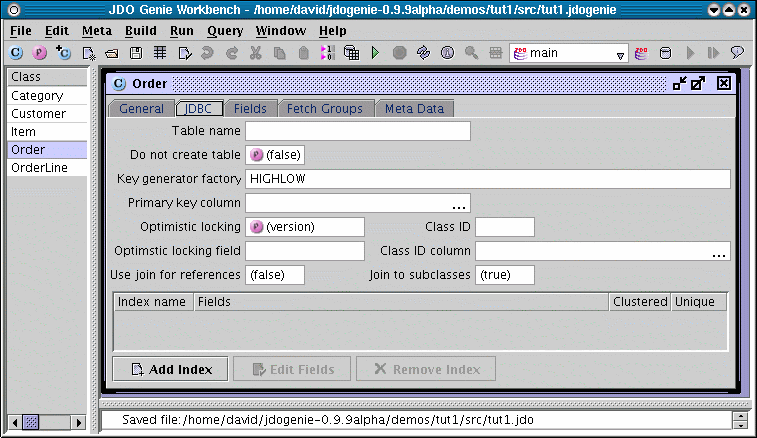 JDO Genie Workbench - /home/david/jdogenie-0.9.9alpha/demos/tut1/src/tut1.jdogenie
File Edit Meta Build Run Query Window Help
main
Class
Category
Customer
Item
Order
OrderLine
Order
General JDBC Fields Fetch Groups Meta Data
Table name
Do not create table (false)
Key generator factory HIGHLOW
Primary key column ...
Optimistic locking (version) Class ID
Optimstic locking field Class ID column ...
Use join for references (false) Join to subclasses (true)
Index name Fields Clustered Unique
Add Index Edit Fields Remove Index
Saved file:/home/david/jdogenie-0.9.9alpha/demos/tut1/src/tut1.jdo